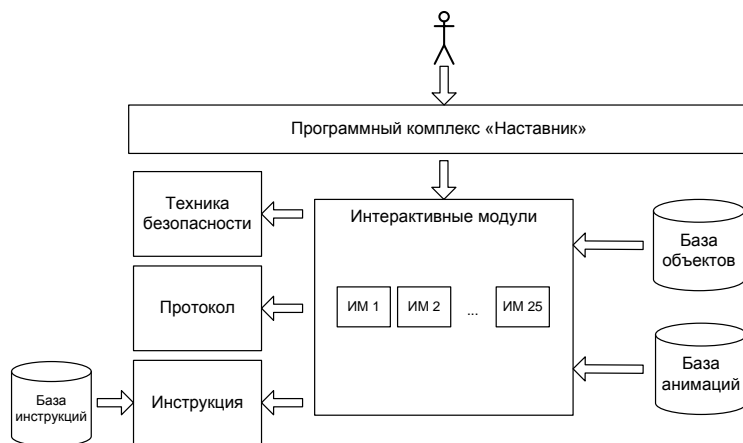 Программный комплекс «Наставник»
Техника
безопасности
Интерактивные модули
База
объектов
Протокол
ИМ 1
ИМ 2
...
ИМ 25
База
анимаций
База
инструкций
Инструкция